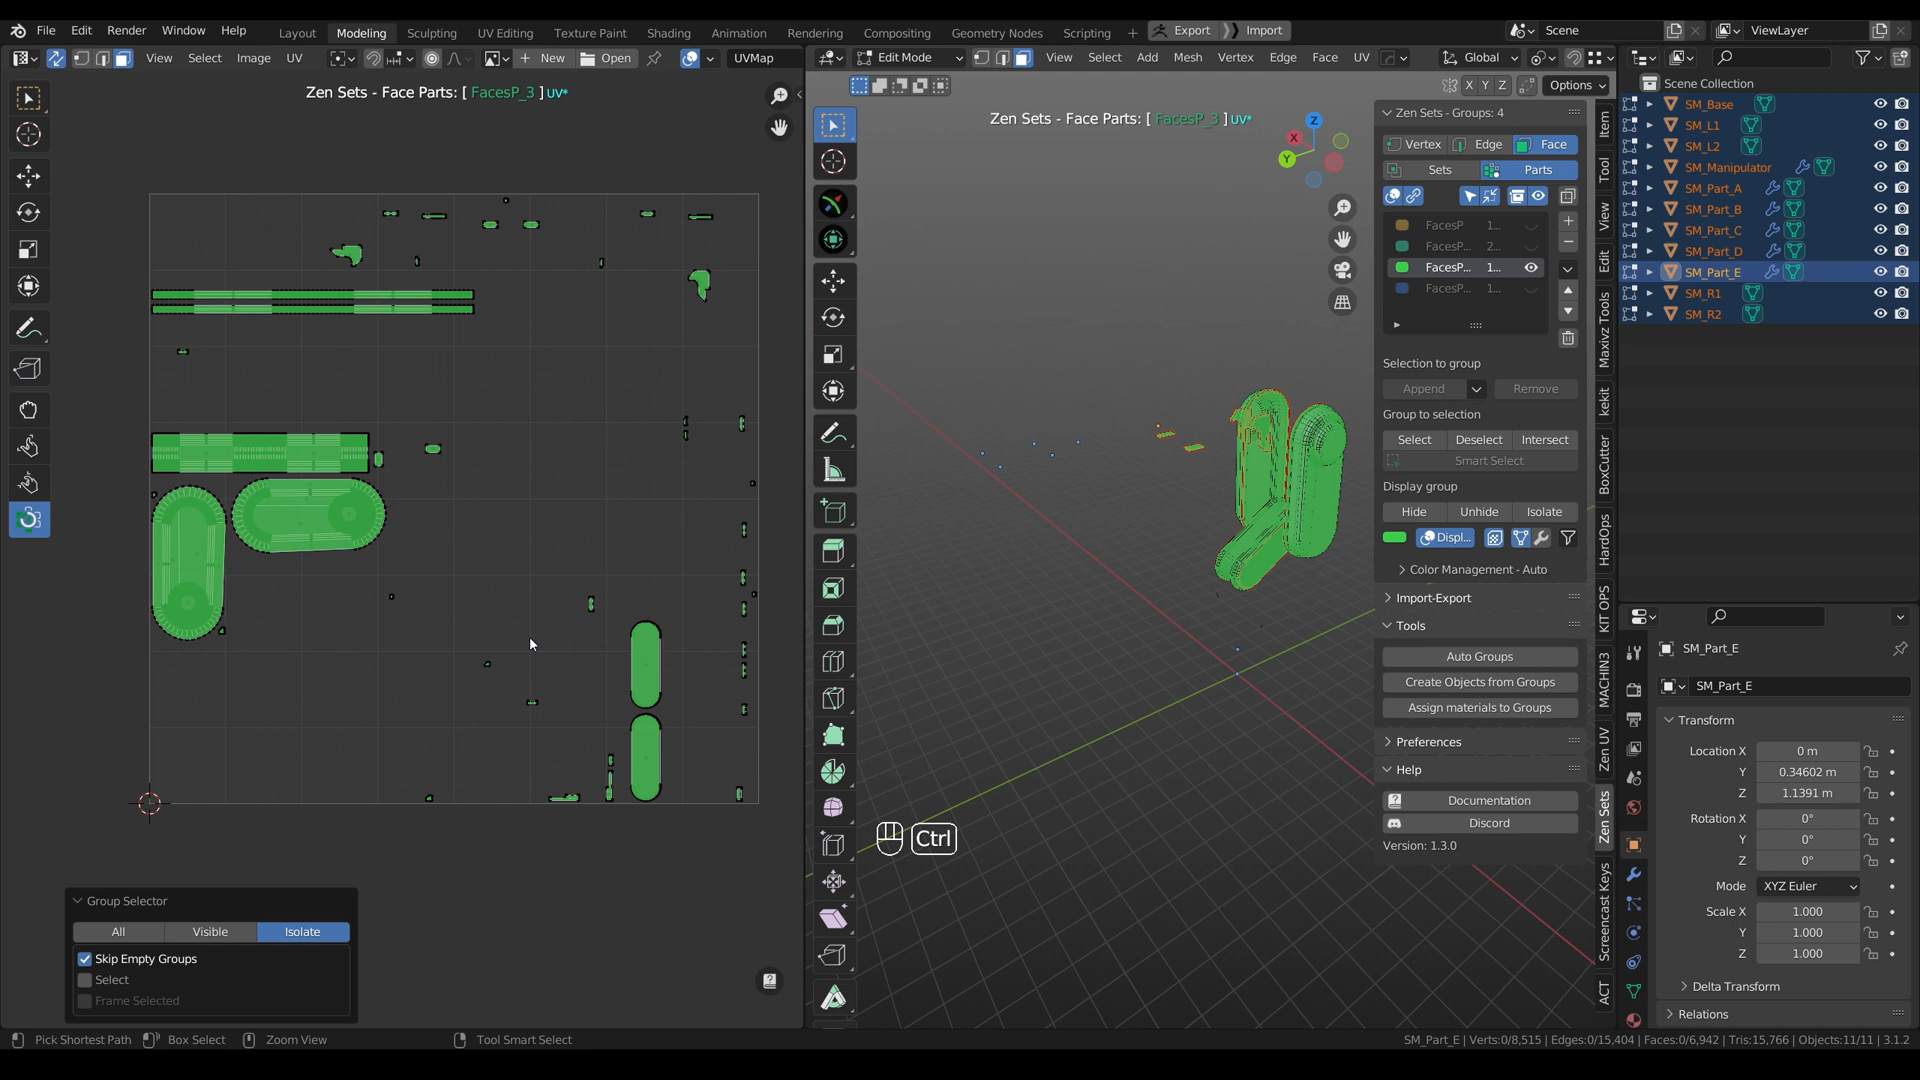 File Edit Render Window Help Layout Modeling Sculpting UV Editing Texture Paint Shading Animation Rendering Compositing Geometry Nodes Scripting + Export Import Scene ViewLayer
View Select Image UV New Open UVMap
Edit Mode View Select Add Mesh Vertex Edge Face UV Global
X Y Z Options
Zen Sets - Face Parts: [ FacesP_3 ] UV*
Zen Sets - Face Parts: [ FacesP_3 ] UV*
Z
X
Y
Zen Sets - Groups: 4
Vertex Edge Face
Sets Parts
FacesP 1...
FacesP... 2...
FacesP... 1...
FacesP... 1...
Selection to group
Append Remove
Group to selection
Select Deselect Intersect
Smart Select
Display group
Hide Unhide Isolate
Displ...
Color Management - Auto
Import-Export
Tools
Auto Groups
Create Objects from Groups
Assign materials to Groups
Preferences
Help
Documentation
Discord
Version: 1.3.0
Item
Tool
View
Edit
Maxivz Tools
kekit
BoxCutter
HardOps
KIT OPS
MACHIN3
Zen UV
Zen Sets
Screencast Keys
ACT
Scene Collection
SM_Base
SM_L1
SM_L2
SM_Manipulator
SM_Part_A
SM_Part_B
SM_Part_C
SM_Part_D
SM_Part_E
SM_R1
SM_R2
SM_Part_E
SM_Part_E
Transform
Location X 0 m
Y 0.34602 m
Z 1.1391 m
Rotation X 0°
Y 0°
Z 0°
Mode XYZ Euler
Scale X 1.000
Y 1.000
Z 1.000
Delta Transform
Relations
Ctrl
Group Selector
All Visible Isolate
Skip Empty Groups
Select
Frame Selected
Pick Shortest Path Box Select Zoom View Tool Smart Select
SM_Part_E | Verts:0/8,515 | Edges:0/15,404 | Faces:0/6,942 | Tris:15,766 | Objects:11/11 | 3.1.2